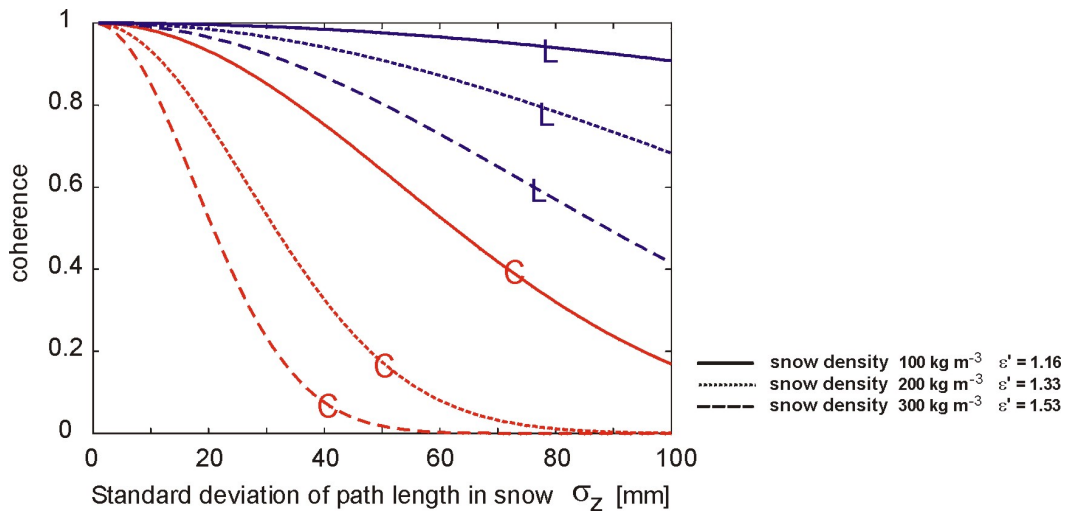 1
0.8
0.6
0.4
0.2
0
coherence
L
L
L
C
C
C
0 20 40 60 80 100
Standard deviation of path length in snow σz [mm]
snow density 100 kg m-3 ε' = 1.16
snow density 200 kg m-3 ε' = 1.33
snow density 300 kg m-3 ε' = 1.53